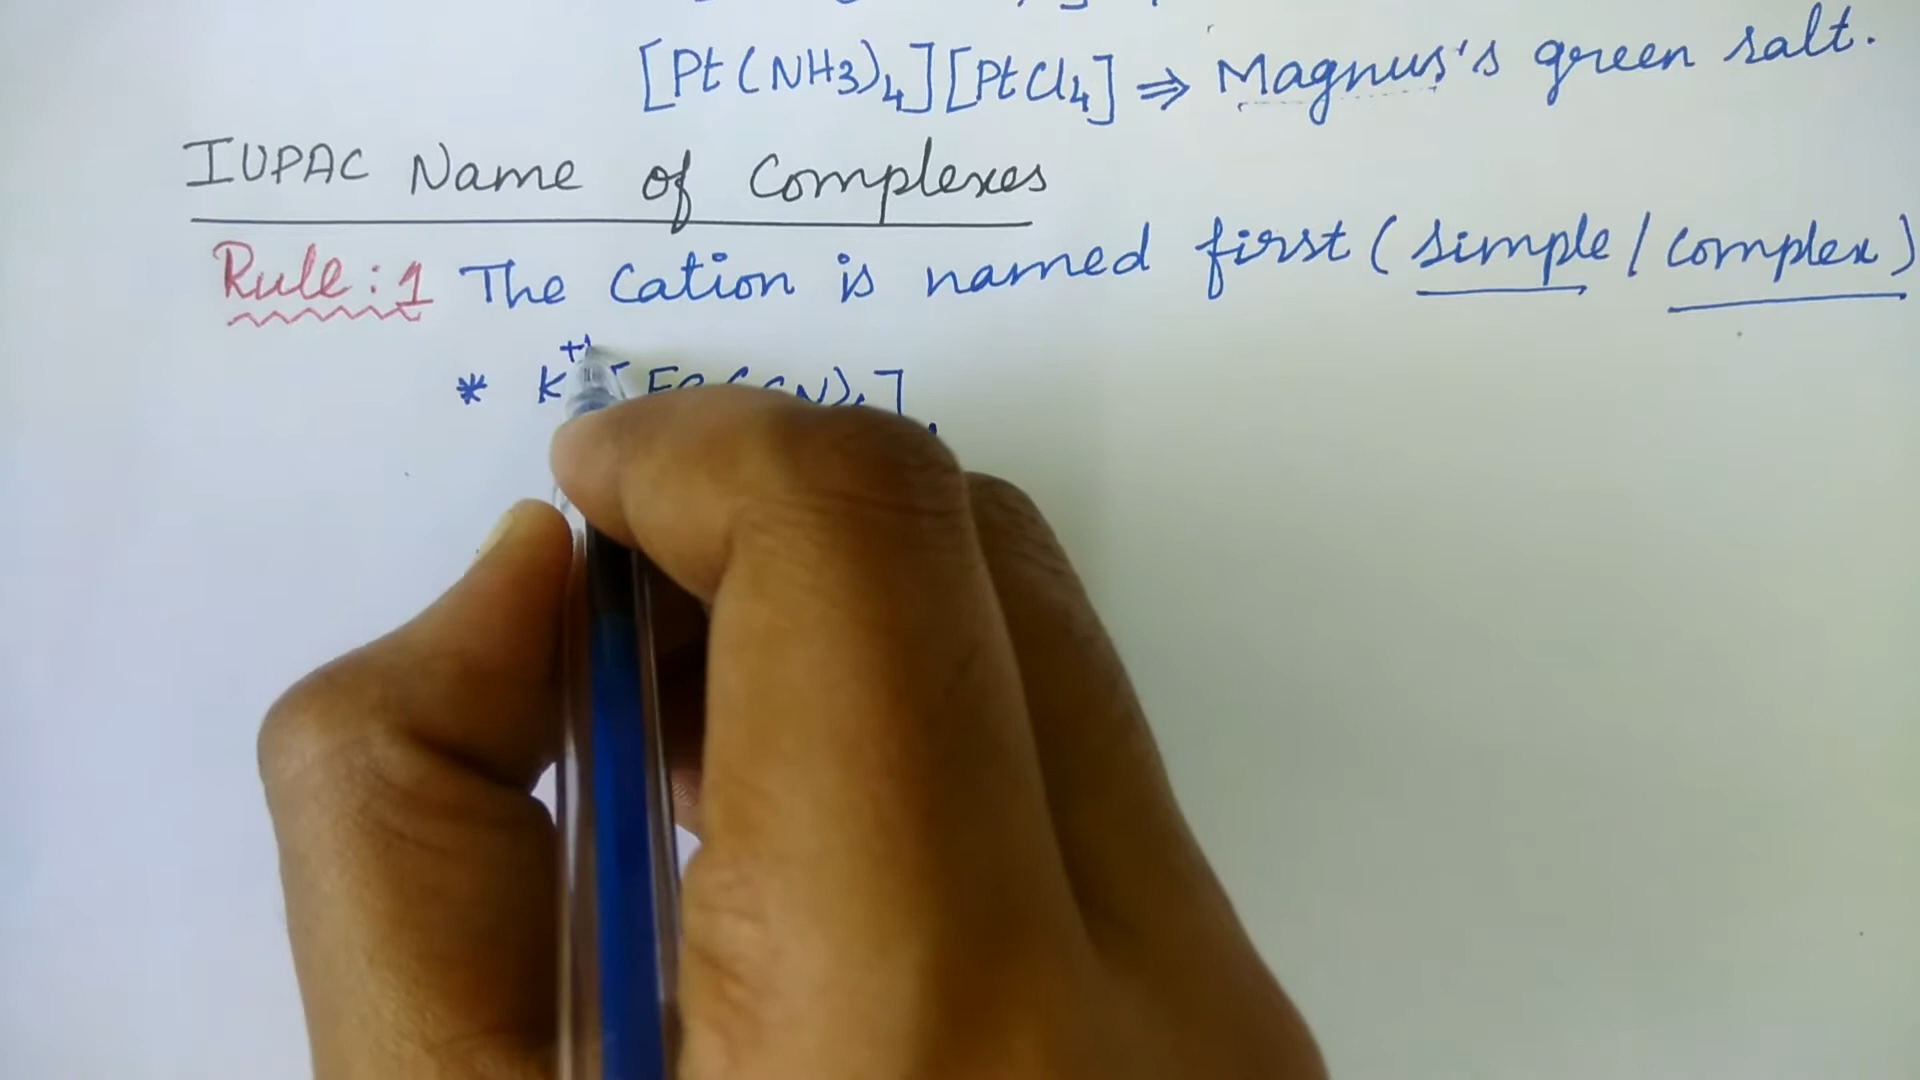 [Pt(NH3)₄][PtCl₄] ⇒ Magnus's green salt.
IUPAC Name of Complexes
Rule:1 The Cation is named first (simple / complex)
* K⁺